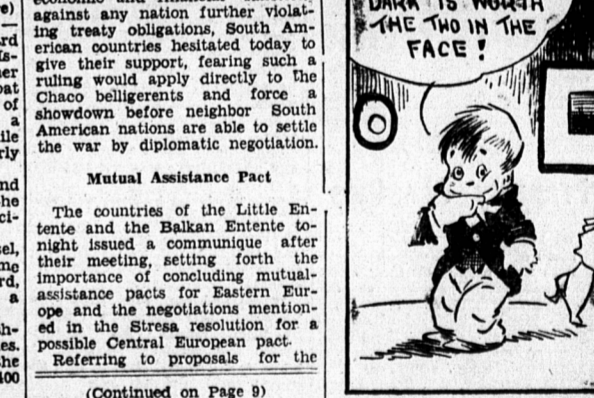 against any nation further violat-
ing treaty obligations, South Am-
erican countries hesitated today to
give their support, fearing such a
ruling would apply directly to the
Chaco belligerents and force a
showdown before neighbor South
American nations are able to settle
the war by diplomatic negotiation.
Mutual Assistance Pact
The countries of the Little En-
tente and the Balkan Entente to-
night issued a communique after
their meeting, setting forth the
importance of concluding mutual-
assistance pacts for Eastern Eur-
ope and the negotiations mention-
ed in the Stresa resolution for a
possible Central European pact.
Referring to proposals for the
(Continued on Page 9)
DARK IS WORTH
THE TWO IN THE
FACE!